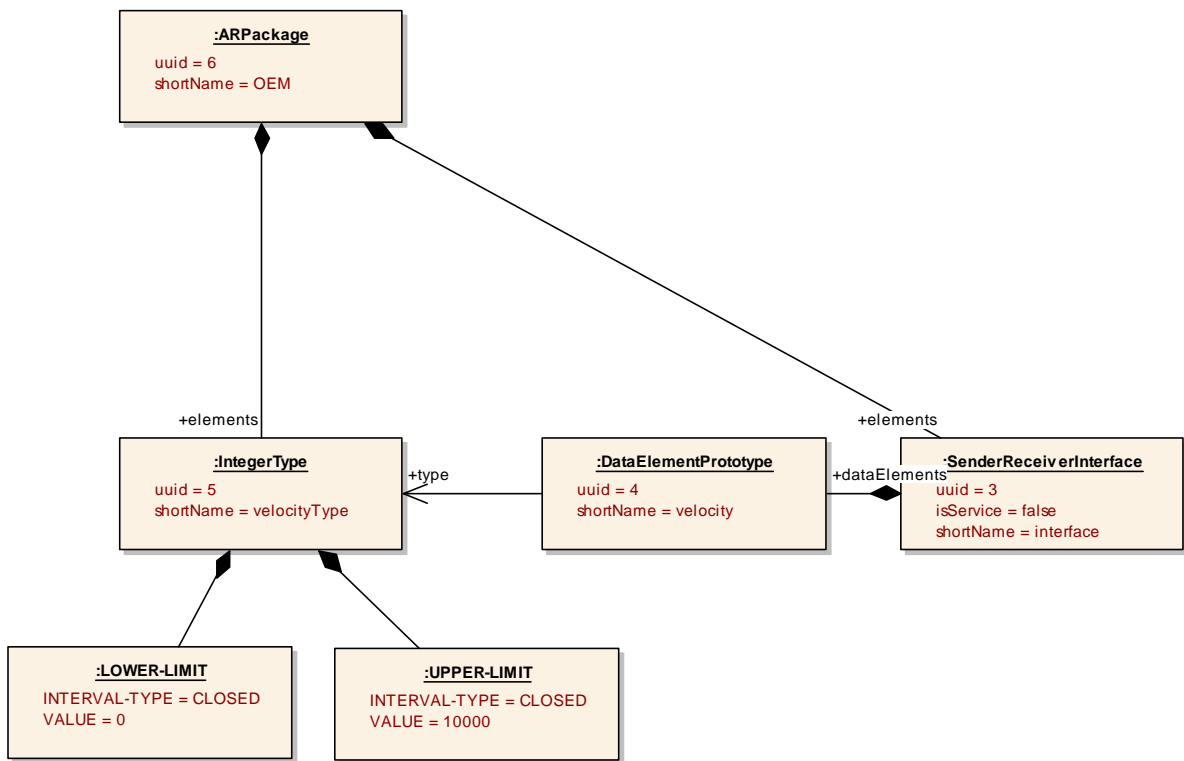 :ARPackage
uuid = 6
shortName = OEM
+elements
+elements
:IntegerType
uuid = 5
shortName = velocityType
+type
:DataElementPrototype
uuid = 4
shortName = velocity
+dataElements
:SenderReceiverInterface
uuid = 3
isService = false
shortName = interface
:LOWER-LIMIT
INTERVAL-TYPE = CLOSED
VALUE = 0
:UPPER-LIMIT
INTERVAL-TYPE = CLOSED
VALUE = 10000